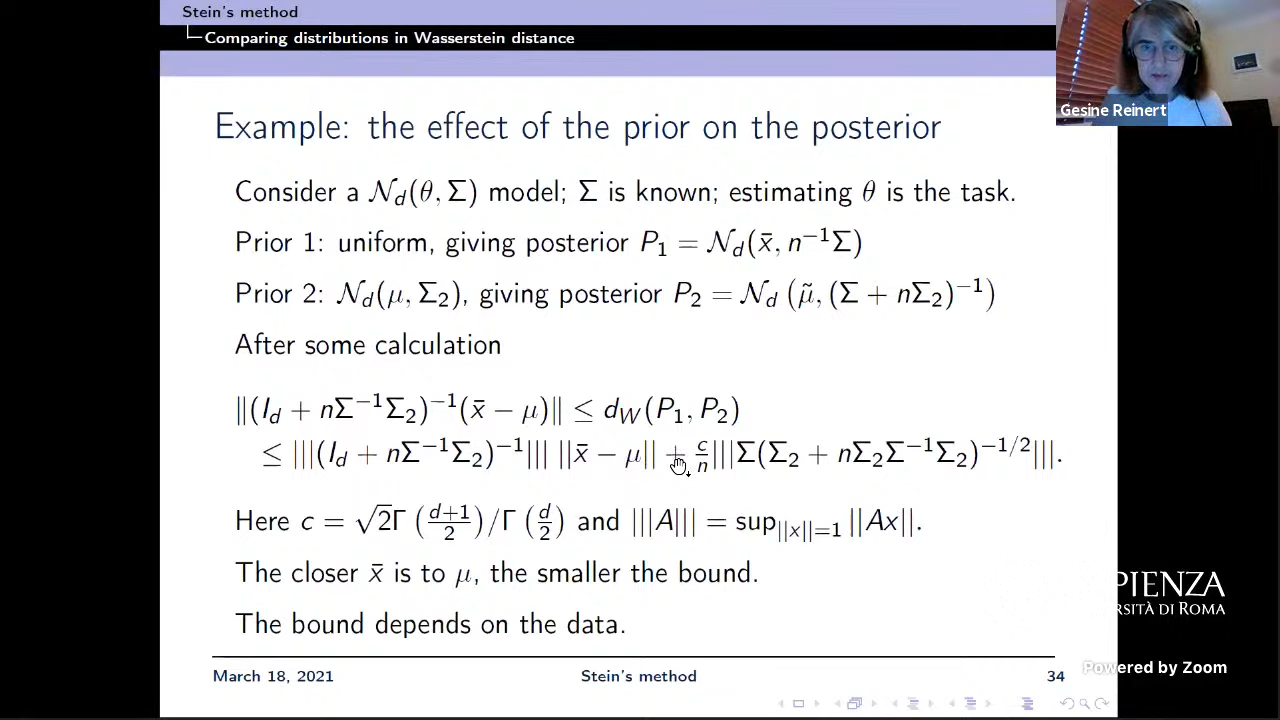 Stein's method
Comparing distributions in Wasserstein distance
Gesine Reinert
Example: the effect of the prior on the posterior
Consider a 𝒩_d(θ, Σ) model; Σ is known; estimating θ is the task.
Prior 1: uniform, giving posterior P₁ = 𝒩_d(x̄, n⁻¹Σ)
Prior 2: 𝒩_d(μ, Σ₂), giving posterior P₂ = 𝒩_d (μ̃, (Σ + nΣ₂)⁻¹)
After some calculation
‖(I_d + nΣ⁻¹Σ₂)⁻¹(x̄ − μ)‖ ≤ d_W(P₁, P₂)
≤ |||(I_d + nΣ⁻¹Σ₂)⁻¹||| ||x̄ − μ|| + c/n|||Σ(Σ₂ + nΣ₂Σ⁻¹Σ₂)⁻¹/²|||.
Here c = √2Γ ((d+1)/2) /Γ (d/2) and |||A||| = sup_||x||=1 ||Ax||.
The closer x̄ is to μ, the smaller the bound.
The bound depends on the data.
PIENZA
RSITÀ DI ROMA
Powered by Zoom
March 18, 2021 Stein's method 34